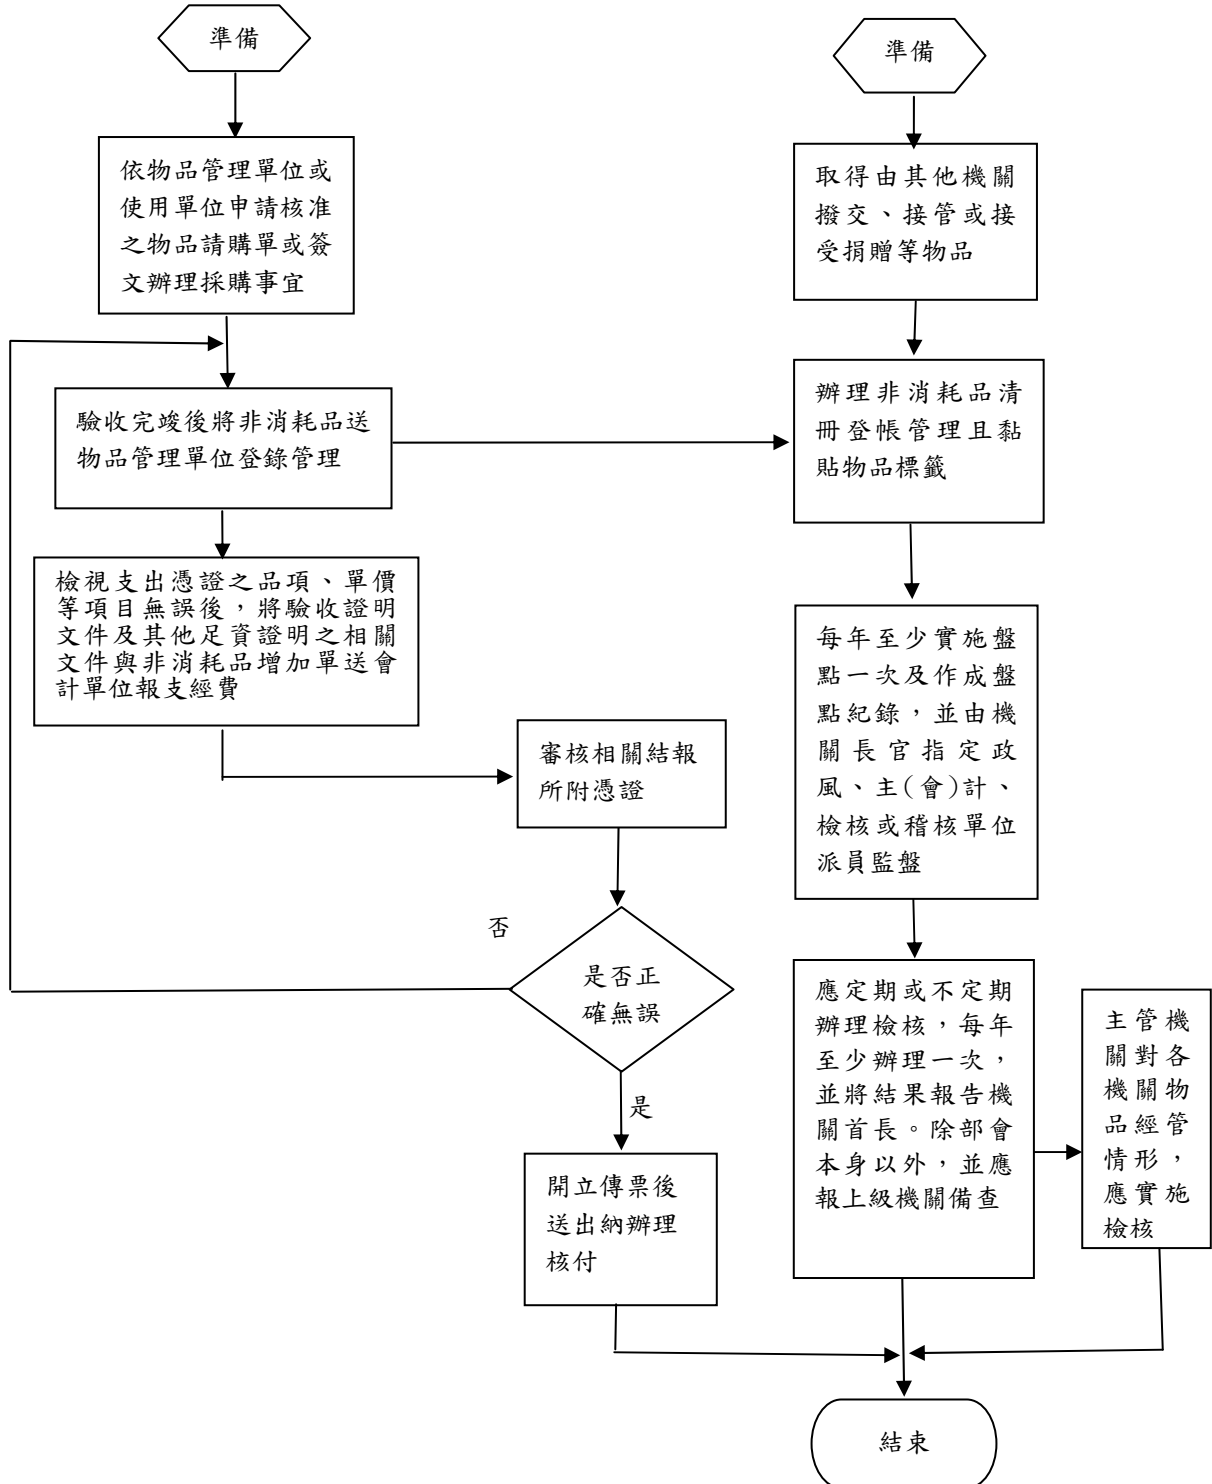 準備
依物品管理單位或
使用單位申請核准
之物品請購單或簽
文辦理採購事宜
驗收完竣後將非消耗品送
物品管理單位登錄管理
檢視支出憑證之品項、單價
等項目無誤後，將驗收證明
文件及其他足資證明之相關
文件與非消耗品增加單送會
計單位報支經費
審核相關結報
所附憑證
否
是否正
確無誤
是
開立傳票後
送出納辦理
核付
準備
取得由其他機關
撥交、接管或接
受捐贈等物品
辦理非消耗品清
冊登帳管理且黏
貼物品標籤
每年至少實施盤
點一次及作成盤
點紀錄，並由機
關長官指定政
風、主(會)計、
檢核或稽核單位
派員監盤
應定期或不定期
辦理檢核，每年
至少辦理一次，
並將結果報告機
關首長。除部會
本身以外，並應
報上級機關備查
主管機
關對各
機關物
品經管
情形，
應實施
檢核
結束